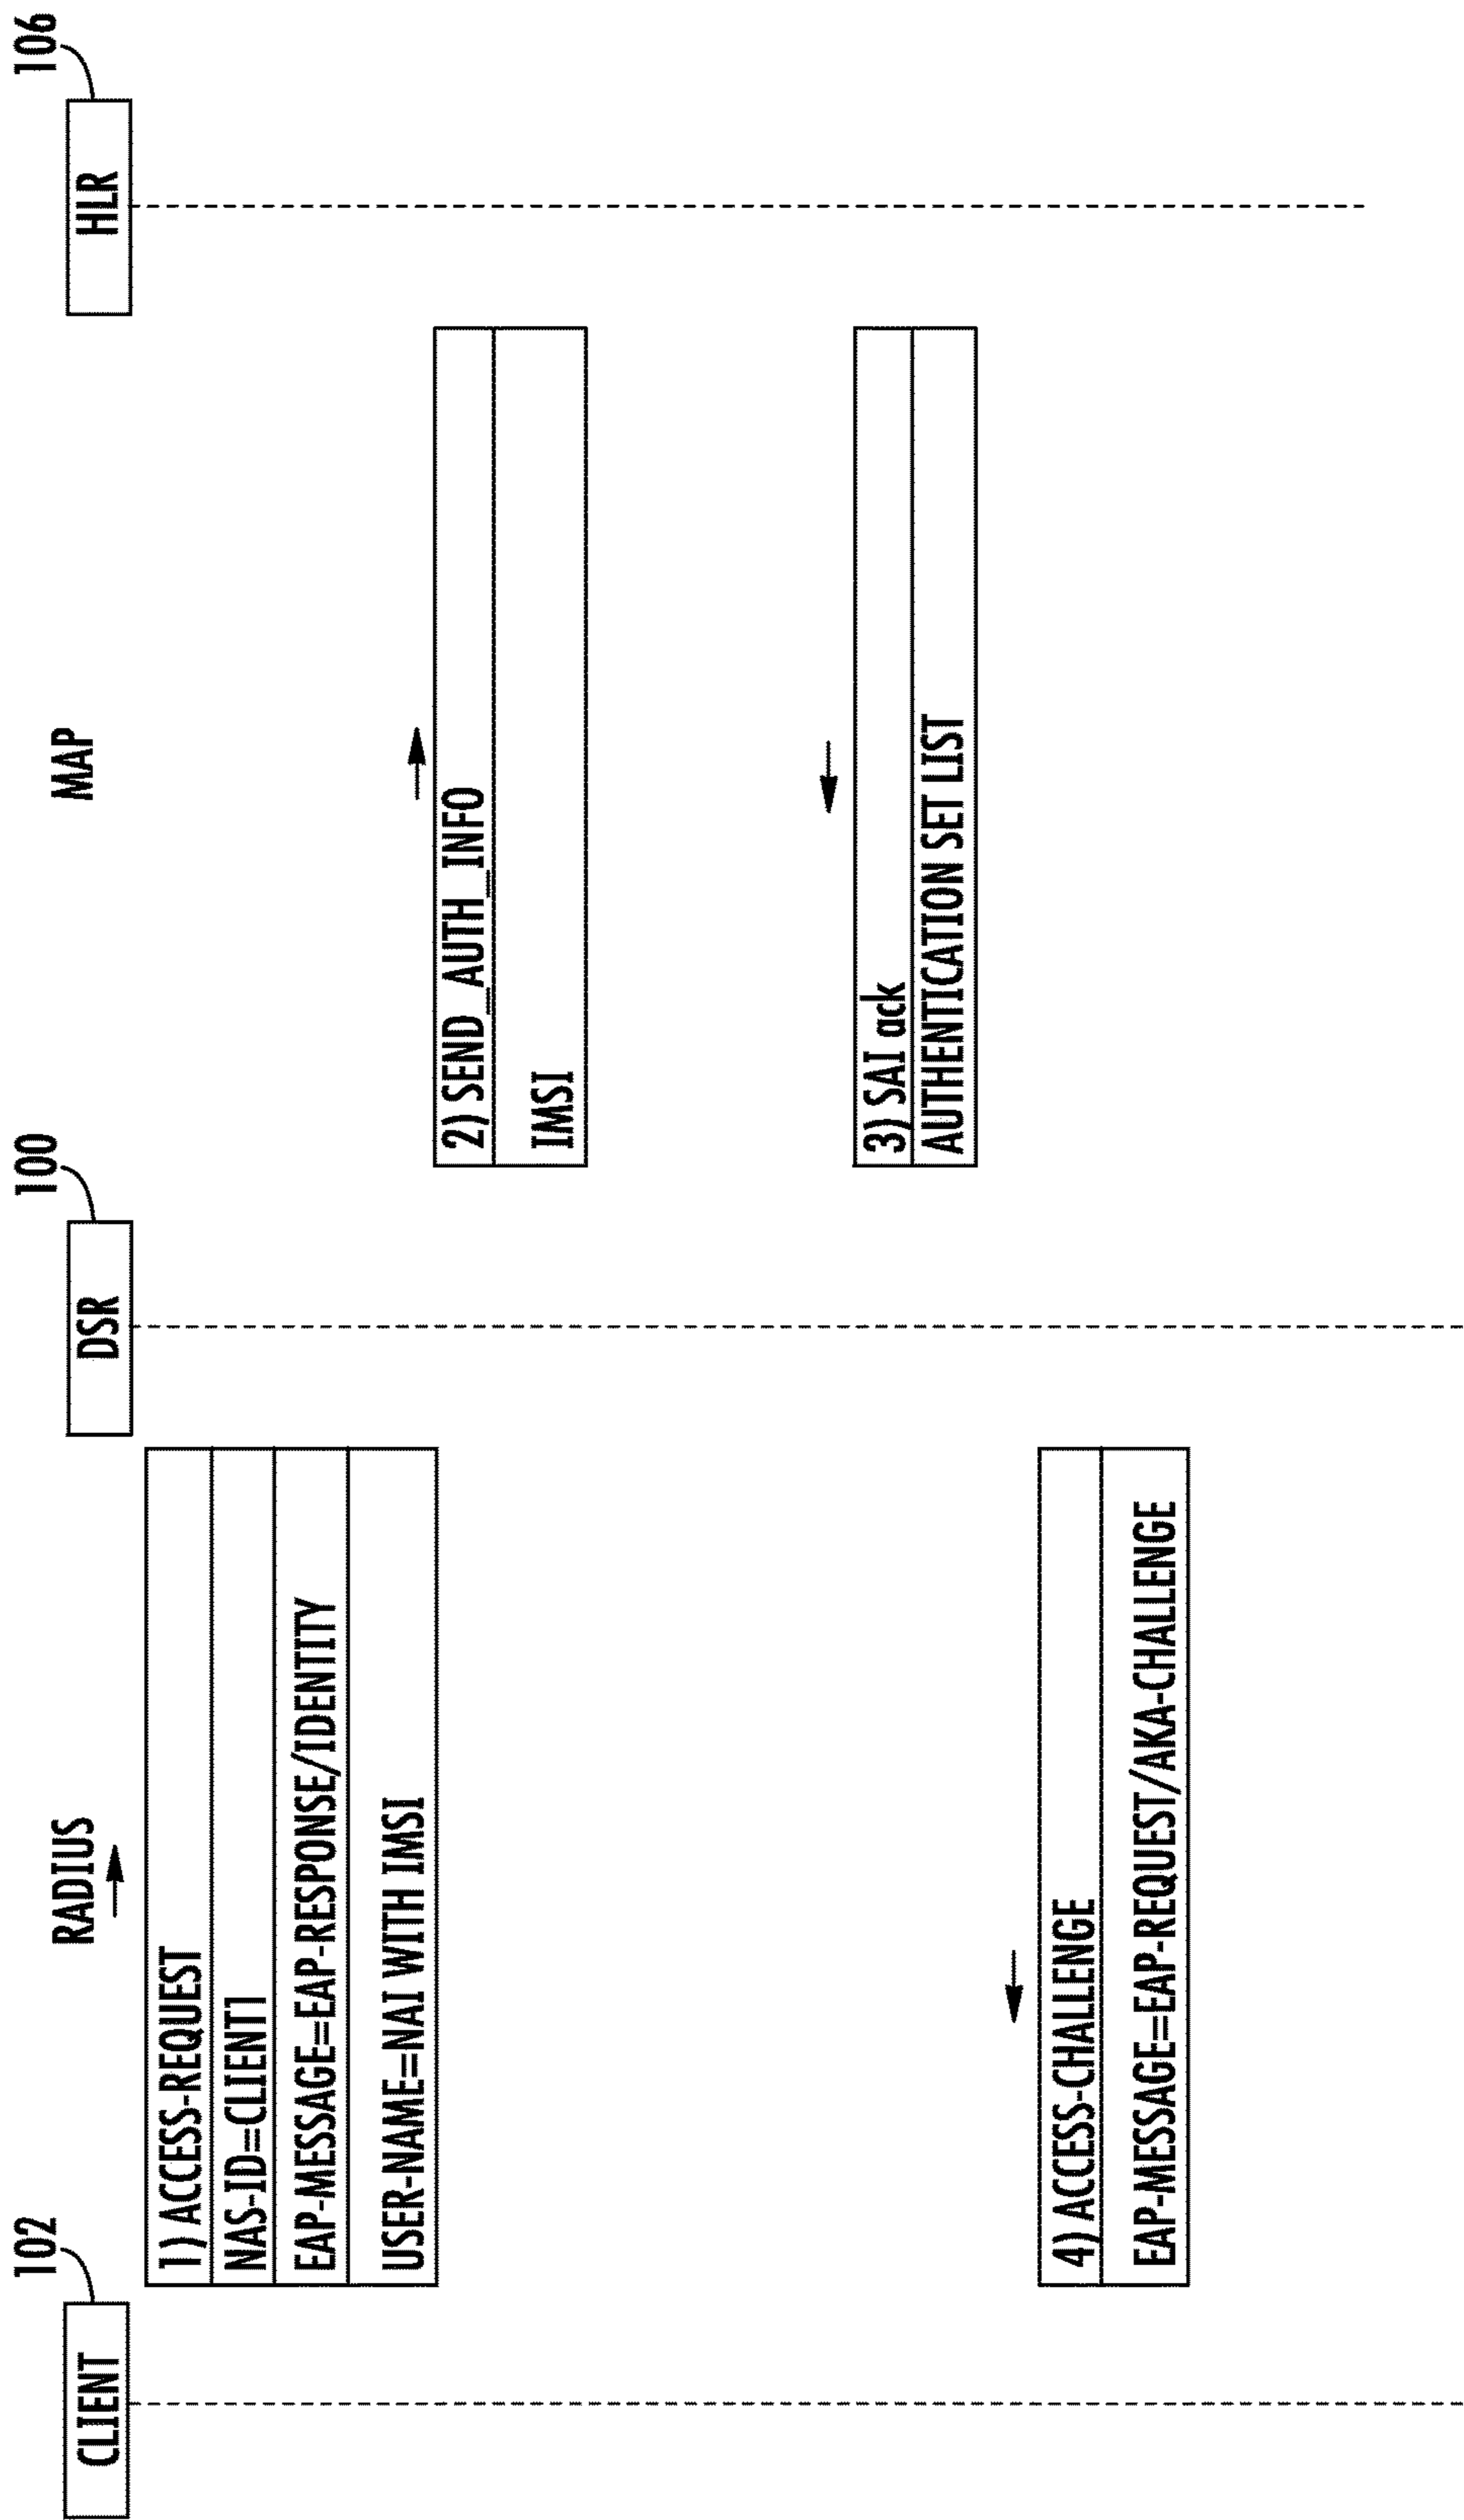 102
100
106
CLIENT
RADIUS
DSR
MAP
HLR
1) ACCESS-REQUEST
NAS-ID=CLIENT1
EAP-MESSAGE=EAP-RESPONSE/IDENTITY
USER-NAME=NAI WITH IMSI
2) SEND_AUTH_INFO
IMSI
3) SAI ack
AUTHENTICATION SET LIST
4) ACCESS-CHALLENGE
EAP-MESSAGE=EAP-REQUEST/AKA-CHALLENGE